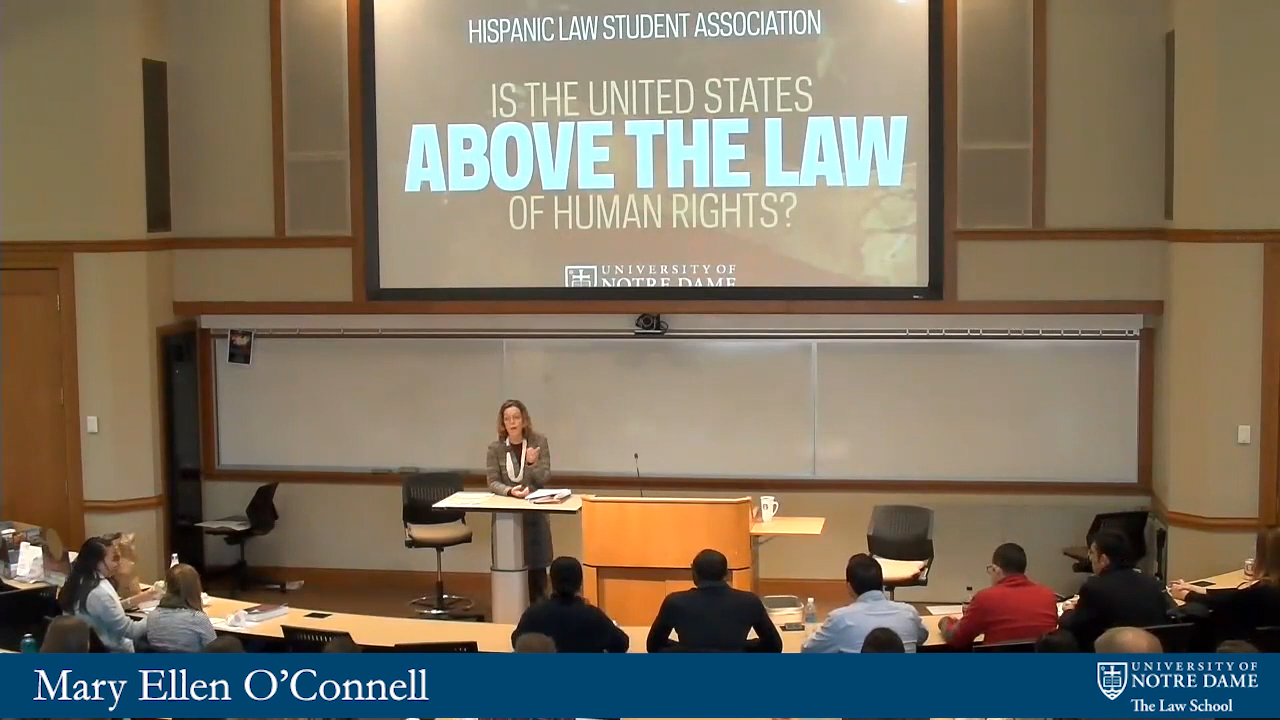 HISPANIC LAW STUDENT ASSOCIATION
IS THE UNITED STATES
ABOVE THE LAW
OF HUMAN RIGHTS?
UNIVERSITY OF
NOTRE DAME
Mary Ellen O'Connell
UNIVERSITY OF
NOTRE DAME
The Law School